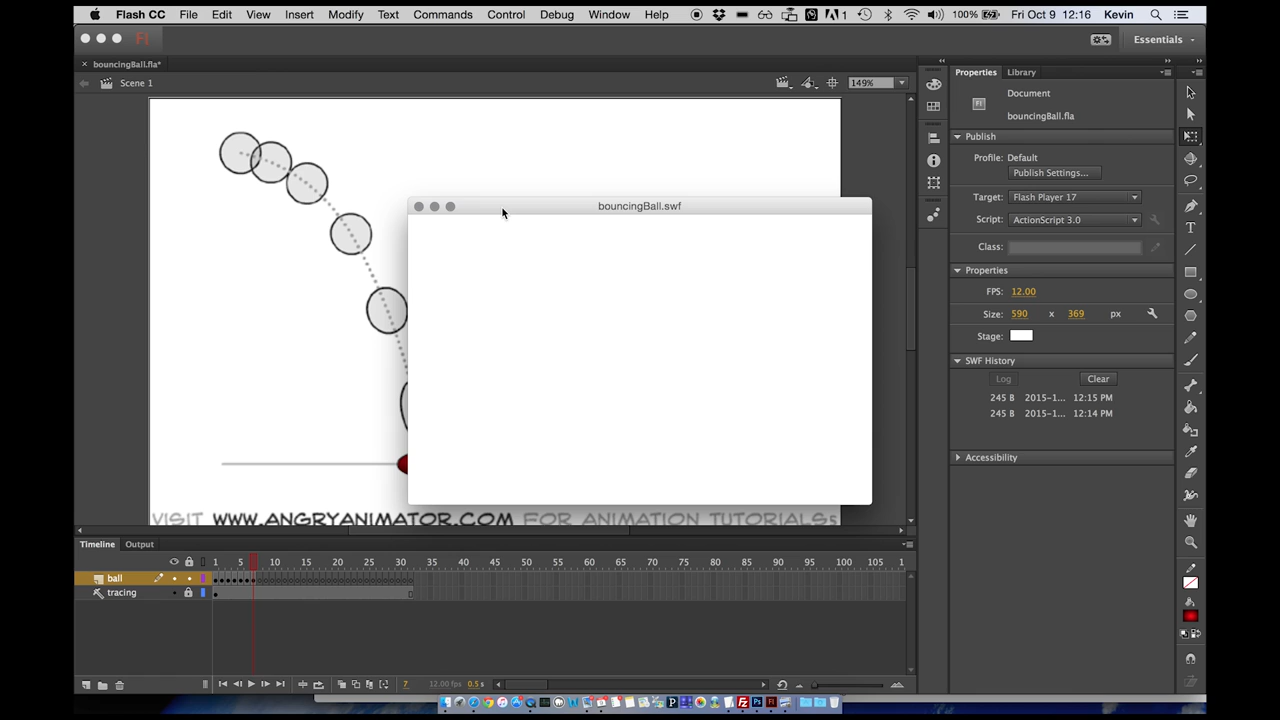 Flash CC File Edit View Insert Modify Text Commands Control Debug Window Help 1 100% Fri Oct 9 12:16 Kevin
Fl Essentials
× bouncingBall.fla*
Scene 1 149%
Properties Library
Document
Fl
bouncingBall.fla
Publish
Profile: Default
Publish Settings...
Target: Flash Player 17
Script: ActionScript 3.0
Class:
Properties
FPS: 12.00
Size: 590 x 369 px
Stage:
SWF History
Log Clear
245 B 2015-1... 12:15 PM
245 B 2015-1... 12:14 PM
Accessibility
bouncingBall.swf
VISIT WWW.ANGRYANIMATOR.COM FOR ANIMATION TUTORIALS
Timeline Output
1 5 10 15 20 25 30 35 40 45 50 55 60 65 70 75 80 85 90 95 100 105 1
ball
tracing
7 12.00 fps 0.5 s